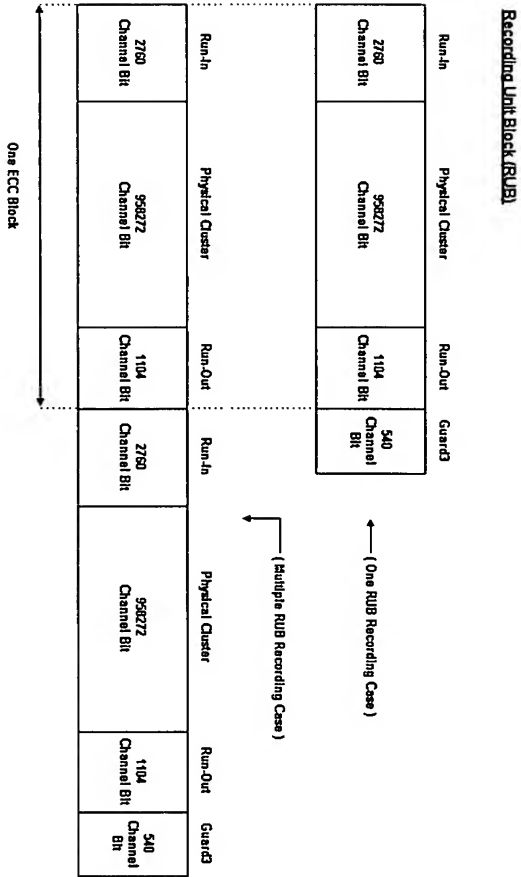 Recording Unit Block (RUB)
Run-In
Physical Cluster
Run-Out
Guard3
2760
Channel Bit
958272
Channel Bit
1104
Channel Bit
540
Channel
Bit
( One RUB Recording Case )
( Multiple RUB Recording Case )
Run-In
Physical Cluster
Run-Out
Run-In
Physical Cluster
Run-Out
Guard3
2760
Channel Bit
958272
Channel Bit
1104
Channel Bit
2760
Channel Bit
958272
Channel Bit
1104
Channel Bit
540
Channel
Bit
One ECC Block